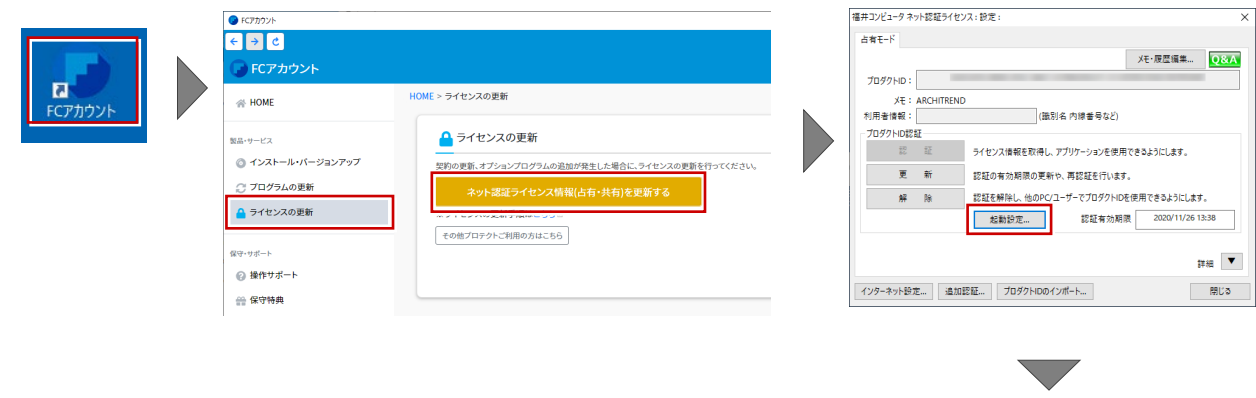 FCアカウント
FCアカウント
FCアカウント
HOME
製品・サービス
インストール・バージョンアップ
プログラムの更新
ライセンスの更新
保守・サポート
操作サポート
保守特典
HOME > ライセンスの更新
ライセンスの更新
契約の更新、オプションプログラムの追加が発生した場合に、ライセンスの更新を行ってください。
ネット認証ライセンス情報(占有・共有)を更新する
その他プロテクトご利用の方はこちら
福井コンピュータ ネット認証ライセンス : 設定 :
占有モード
メモ・履歴編集... Q&A
プロダクトID :
メモ : ARCHITREND
利用者情報 : (識別名 内線番号など)
プロダクトID認証
認 証 ライセンス情報を取得し、アプリケーションを使用できるようにします。
更 新 認証の有効期限の更新や、再認証を行います。
解 除 認証を解除し、他のPC/ユーザーでプロダクトIDを使用できるようにします。
起動設定... 認証有効期限 2020/11/26 13:38
詳細 ▼
インターネット設定... 追加認証... プロダクトIDのインポート... 閉じる